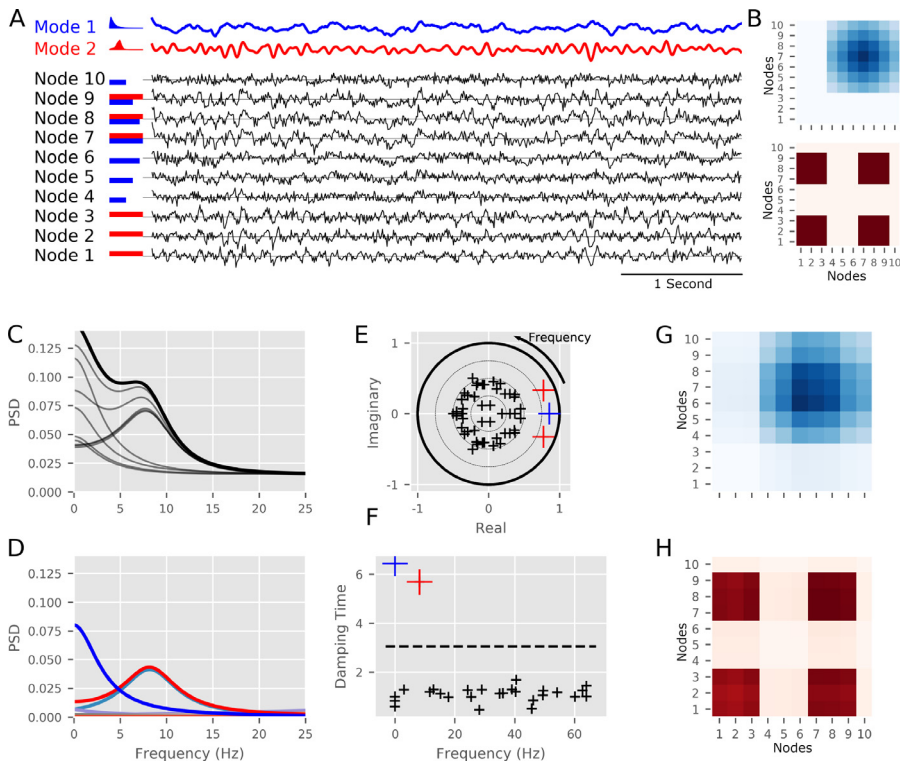 A
Mode 1
Mode 2
Node 10
Node 9
Node 8
Node 7
Node 6
Node 5
Node 4
Node 3
Node 2
Node 1
1 Second
B
Nodes
10
9
8
7
6
5
4
3
2
1
Nodes
10
9
8
7
6
5
4
3
2
1
1 2 3 4 5 6 7 8 9 10
Nodes
C
PSD
0.125
0.100
0.075
0.050
0.025
0.000
0 5 10 15 20 25
D
PSD
0.125
0.100
0.075
0.050
0.025
0.000
0 5 10 15 20 25
Frequency (Hz)
E
Frequency
Imaginary
1
0
-1
-1 0 1
Real
F
Damping Time
6
4
2
0 20 40 60
Frequency (Hz)
G
Nodes
10
9
8
7
6
5
4
3
2
1
H
Nodes
10
9
8
7
6
5
4
3
2
1
1 2 3 4 5 6 7 8 9 10
Nodes